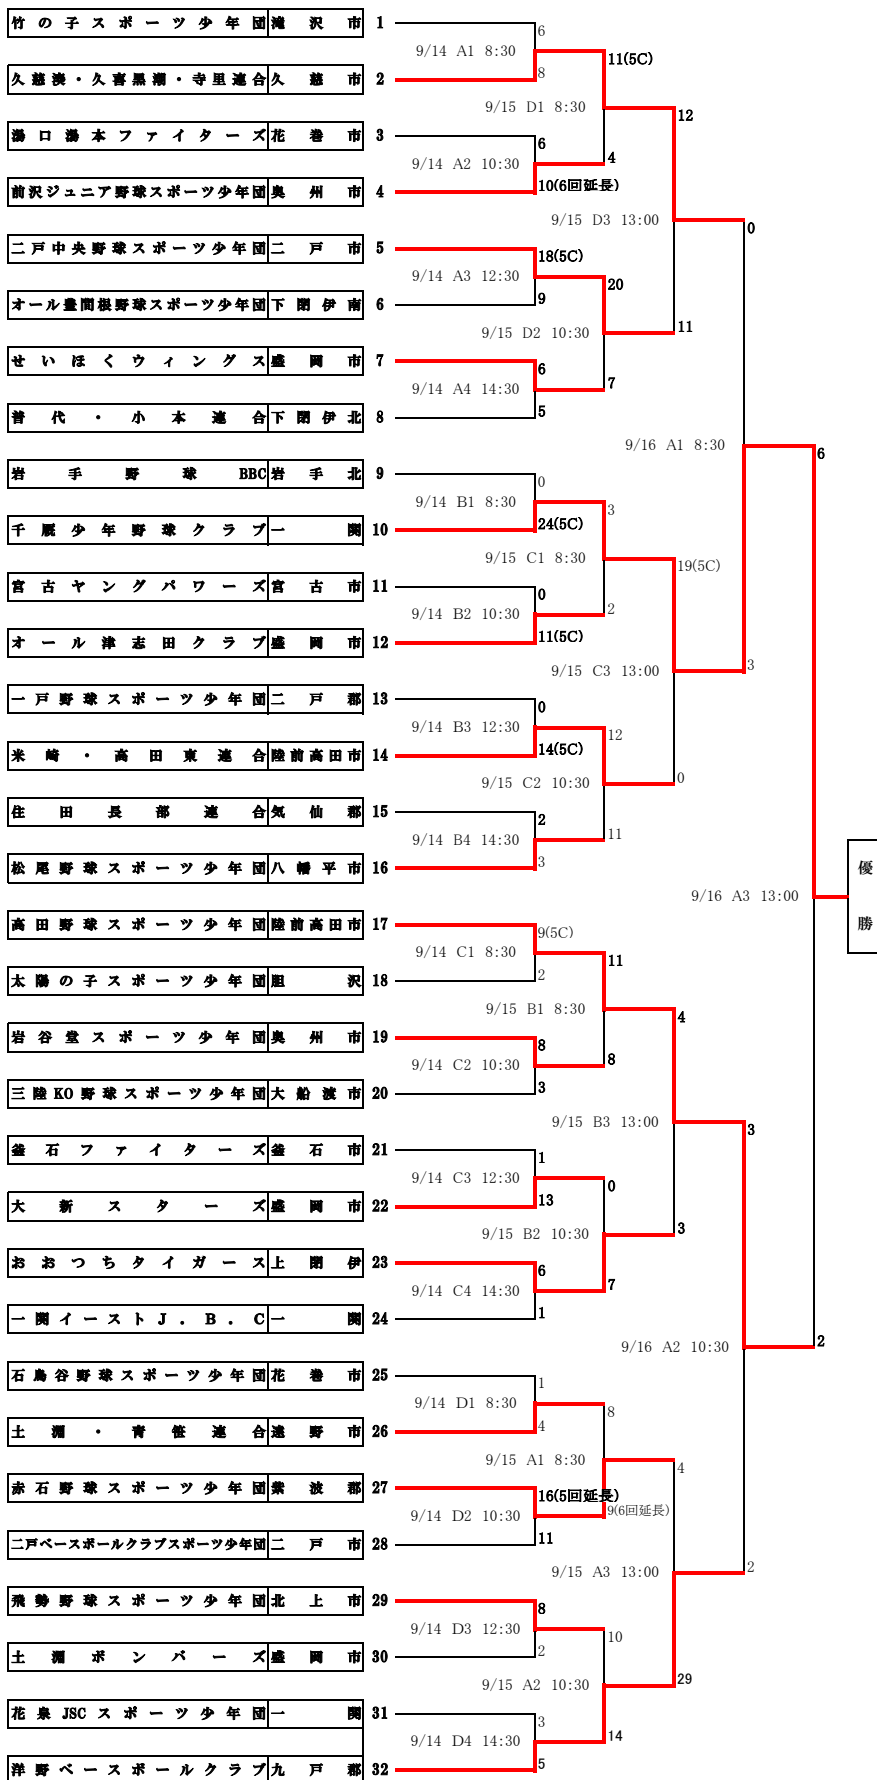 竹の子スポーツ少年団 滝沢市 1
6
9/14 A1 8:30
11(5C)
久慈湊・久喜黒潮・寺里連合 久慈市 2
8
9/15 D1 8:30
12
湯口湯本ファイターズ 花巻市 3
6
9/14 A2 10:30
4
前沢ジュニア野球スポーツ少年団 奥州市 4
10(6回延長)
9/15 D3 13:00
0
二戸中央野球スポーツ少年団 二戸市 5
18(5C)
9/14 A3 12:30
20
オール豊間根野球スポーツ少年団 下閉伊南 6
9
9/15 D2 10:30
11
せいほくウィングス 盛岡市 7
6
9/14 A4 14:30
7
普代・小本連合 下閉伊北 8
5
9/16 A1 8:30
6
岩手野球BBC 岩手北 9
0
9/14 B1 8:30
3
千厩少年野球クラブ 一関 10
24(5C)
9/15 C1 8:30
19(5C)
宮古ヤングパワーズ 宮古市 11
0
9/14 B2 10:30
2
オール津志田クラブ 盛岡市 12
11(5C)
9/15 C3 13:00
3
一戸野球スポーツ少年団 二戸郡 13
0
9/14 B3 12:30
12
米崎・高田東連合 陸前高田市 14
14(5C)
9/15 C2 10:30
0
住田長部連合 気仙郡 15
2
9/14 B4 14:30
11
松尾野球スポーツ少年団 八幡平市 16
3
9/16 A3 13:00
優勝
高田野球スポーツ少年団 陸前高田市 17
9(5C)
9/14 C1 8:30
11
太陽の子スポーツ少年団 胆沢 18
2
9/15 B1 8:30
4
岩谷堂スポーツ少年団 奥州市 19
8
9/14 C2 10:30
8
三陸KO野球スポーツ少年団 大船渡市 20
3
9/15 B3 13:00
3
釜石ファイターズ 釜石市 21
1
9/14 C3 12:30
0
大新スターズ 盛岡市 22
13
9/15 B2 10:30
3
おおつちタイガース 上閉伊 23
6
9/14 C4 14:30
7
一関イーストJ.B.C 一関 24
1
9/16 A2 10:30
2
石鳥谷野球スポーツ少年団 花巻市 25
1
9/14 D1 8:30
8
土淵・青笹連合 遠野市 26
4
9/15 A1 8:30
4
赤石野球スポーツ少年団 紫波郡 27
16(5回延長)
9/14 D2 10:30
9(6回延長)
二戸ベースボールクラブスポーツ少年団 二戸市 28
11
9/15 A3 13:00
2
飛勢野球スポーツ少年団 北上市 29
8
9/14 D3 12:30
10
土淵ボンバーズ 盛岡市 30
2
9/15 A2 10:30
29
花泉JSCスポーツ少年団 一関 31
3
9/14 D4 14:30
14
洋野ベースボールクラブ 九戸郡 32
5